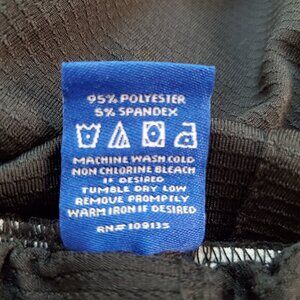 95% POLYESTER
5% SPANDEX
MACHINE WASH COLD
NON CHLORINE BLEACH
IF DESIRED
TUMBLE DRY LOW
REMOVE PROMPTLY
WARM IRON IF DESIRED
RN# 109135